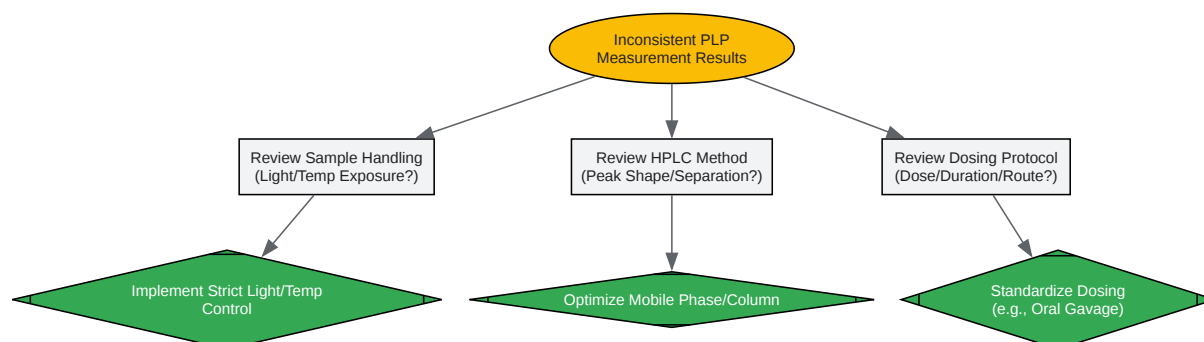 Inconsistent PLP
Measurement Results
Review Sample Handling
(Light/Temp Exposure?)
Review HPLC Method
(Peak Shape/Separation?)
Review Dosing Protocol
(Dose/Duration/Route?)
Implement Strict Light/Temp
Control
Optimize Mobile Phase/Column
Standardize Dosing
(e.g., Oral Gavage)